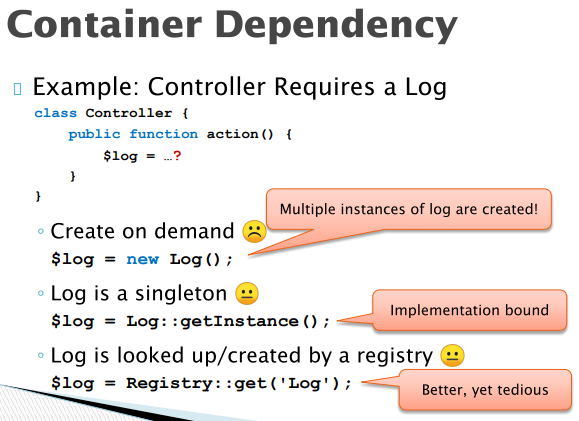 Container Dependency
Example: Controller Requires a Log
class Controller {
public function action() {
$log = …?
}
}
Multiple instances of log are created!
◦ Create on demand ☹
$log = new Log();
◦ Log is a singleton 😐
Implementation bound
$log = Log::getInstance();
◦ Log is looked up/created by a registry 😐
$log = Registry::get('Log');
Better, yet tedious